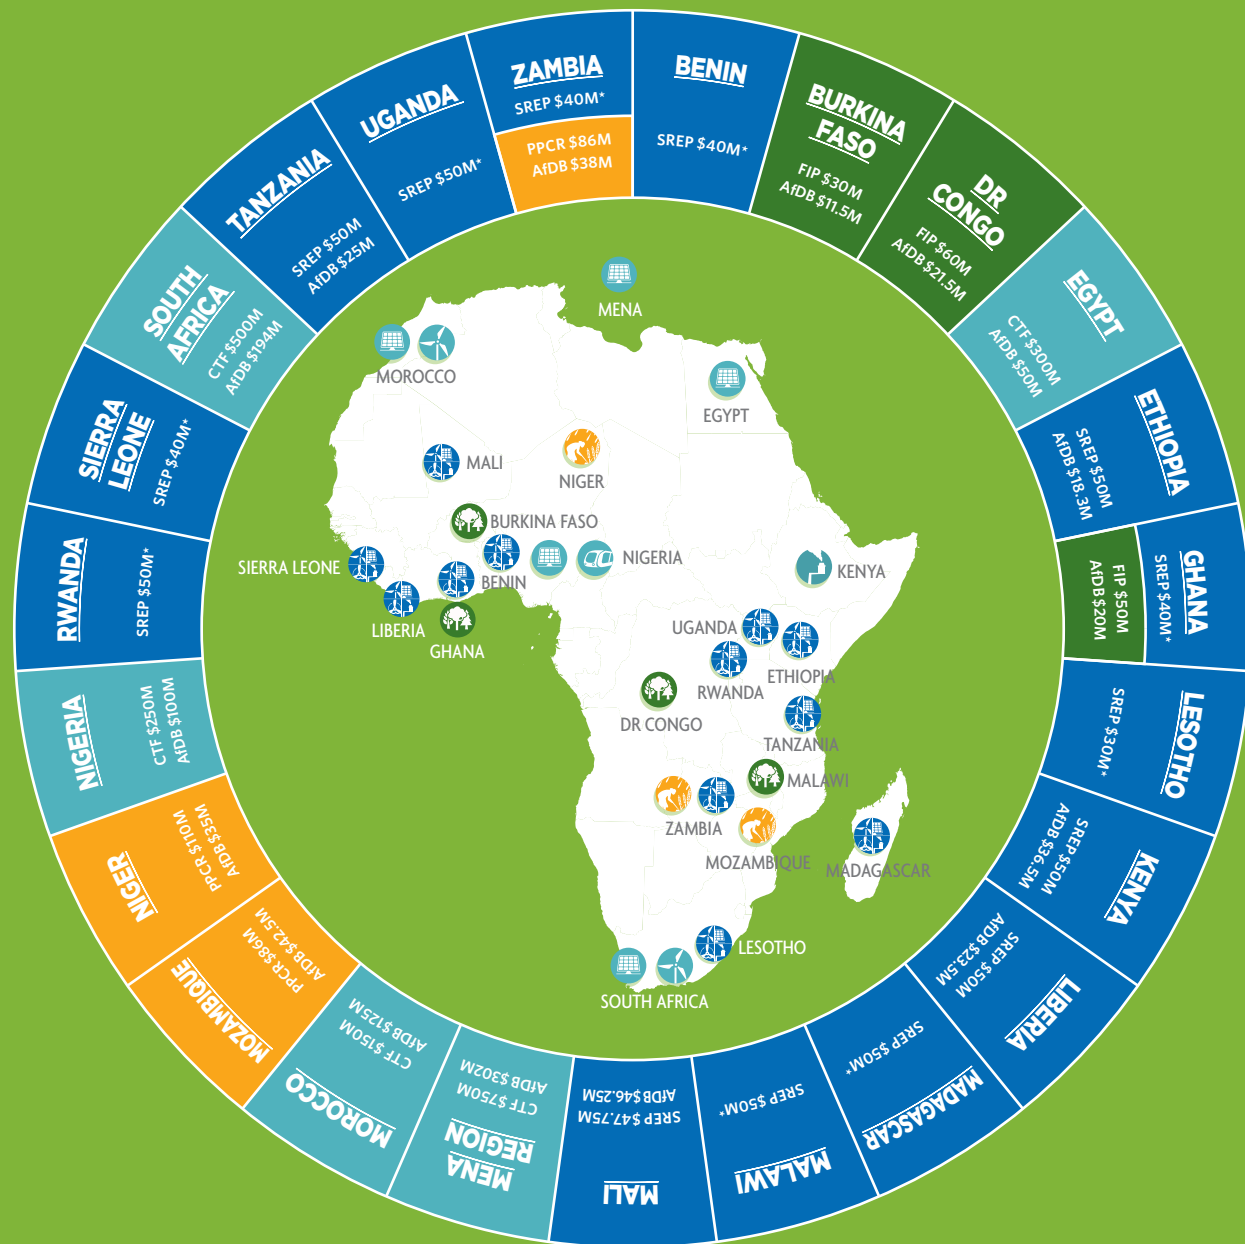 ZAMBIA
SREP $40M*
PPCR $86M
AfDB $38M
BENIN
SREP $40M*
BURKINA
FASO
FIP $30M
AfDB $11.5M
DR
CONGO
FIP $60M
AfDB $21.5M
EGYPT
CTF $300M
AfDB $50M
ETHIOPIA
SREP $50M
AfDB $18.3M
GHANA
SREP $40M*
FIP $50M
AfDB $20M
LESOTHO
SREP $30M*
KENYA
SREP $50M
AfDB $36.5M
LIBERIA
SREP $50M
AfDB $23.5M
MADAGASCAR
SREP $50M*
MALAWI
SREP $50M*
MALI
SREP $47.75M
AfDB $46.25M
MENA
REGION
CTF $750M
AfDB $302M
MOROCCO
CTF $150M
AfDB $125M
MOZAMBIQUE
PPCR $86M
AfDB $42.5M
NIGER
PPCR $110M
AfDB $35M
NIGERIA
CTF $250M
AfDB $100M
RWANDA
SREP $50M*
SIERRA
LEONE
SREP $40M*
SOUTH
AFRICA
CTF $500M
AfDB $194M
TANZANIA
SREP $50M
AfDB $25M
UGANDA
SREP $50M*
MENA
MOROCCO
EGYPT
MALI
NIGER
BURKINA FASO
NIGERIA
SIERRA LEONE
BENIN
KENYA
LIBERIA
GHANA
UGANDA
ETHIOPIA
RWANDA
DR CONGO
TANZANIA
MALAWI
ZAMBIA
MOZAMBIQUE
MADAGASCAR
LESOTHO
SOUTH AFRICA